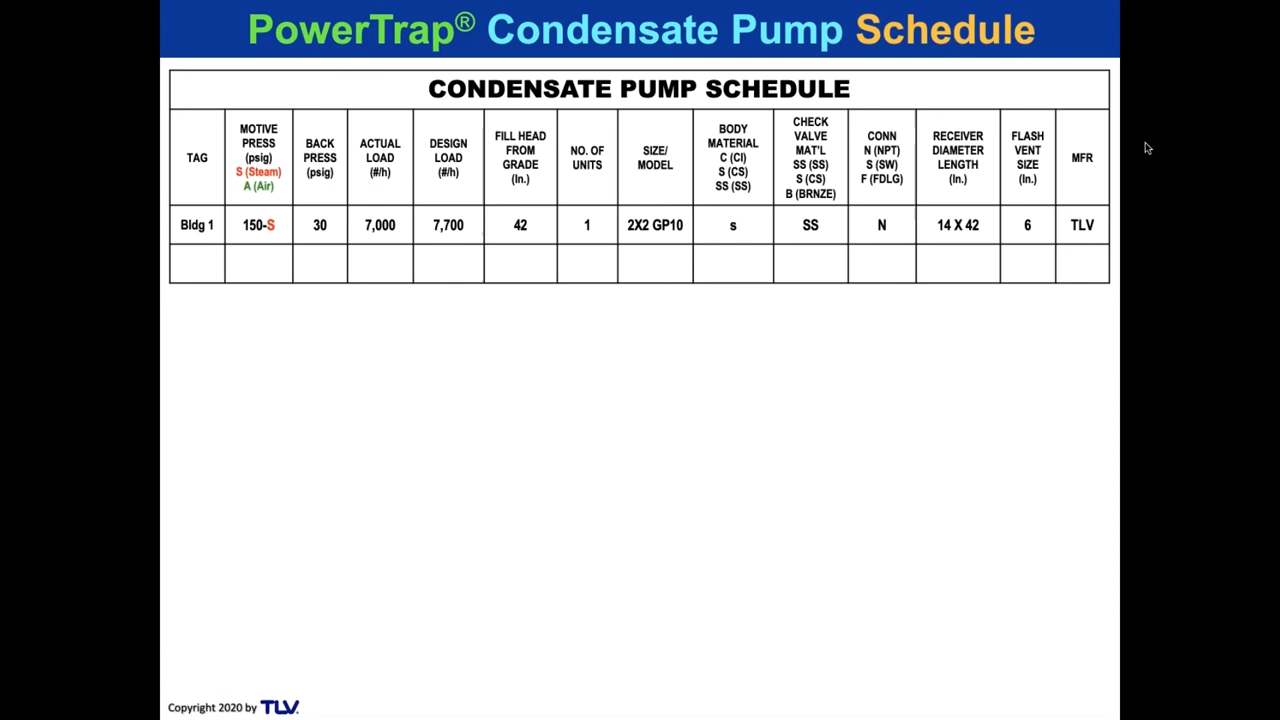 PowerTrap® Condensate Pump Schedule
CONDENSATE PUMP SCHEDULE
TAG
MOTIVE
PRESS
(psig)
S (Steam)
A (Air)
BACK
PRESS
(psig)
ACTUAL
LOAD
(#/h)
DESIGN
LOAD
(#/h)
FILL HEAD
FROM
GRADE
(In.)
NO. OF
UNITS
SIZE/
MODEL
BODY
MATERIAL
C (CI)
S (CS)
SS (SS)
CHECK
VALVE
MAT'L
SS (SS)
S (CS)
B (BRNZE)
CONN
N (NPT)
S (SW)
F (FDLG)
RECEIVER
DIAMETER
LENGTH
(In.)
FLASH
VENT
SIZE
(In.)
MFR
Bldg 1 150-S 30 7,000 7,700 42 1 2X2 GP10 s SS N 14 X 42 6 TLV
Copyright 2020 by TLV.